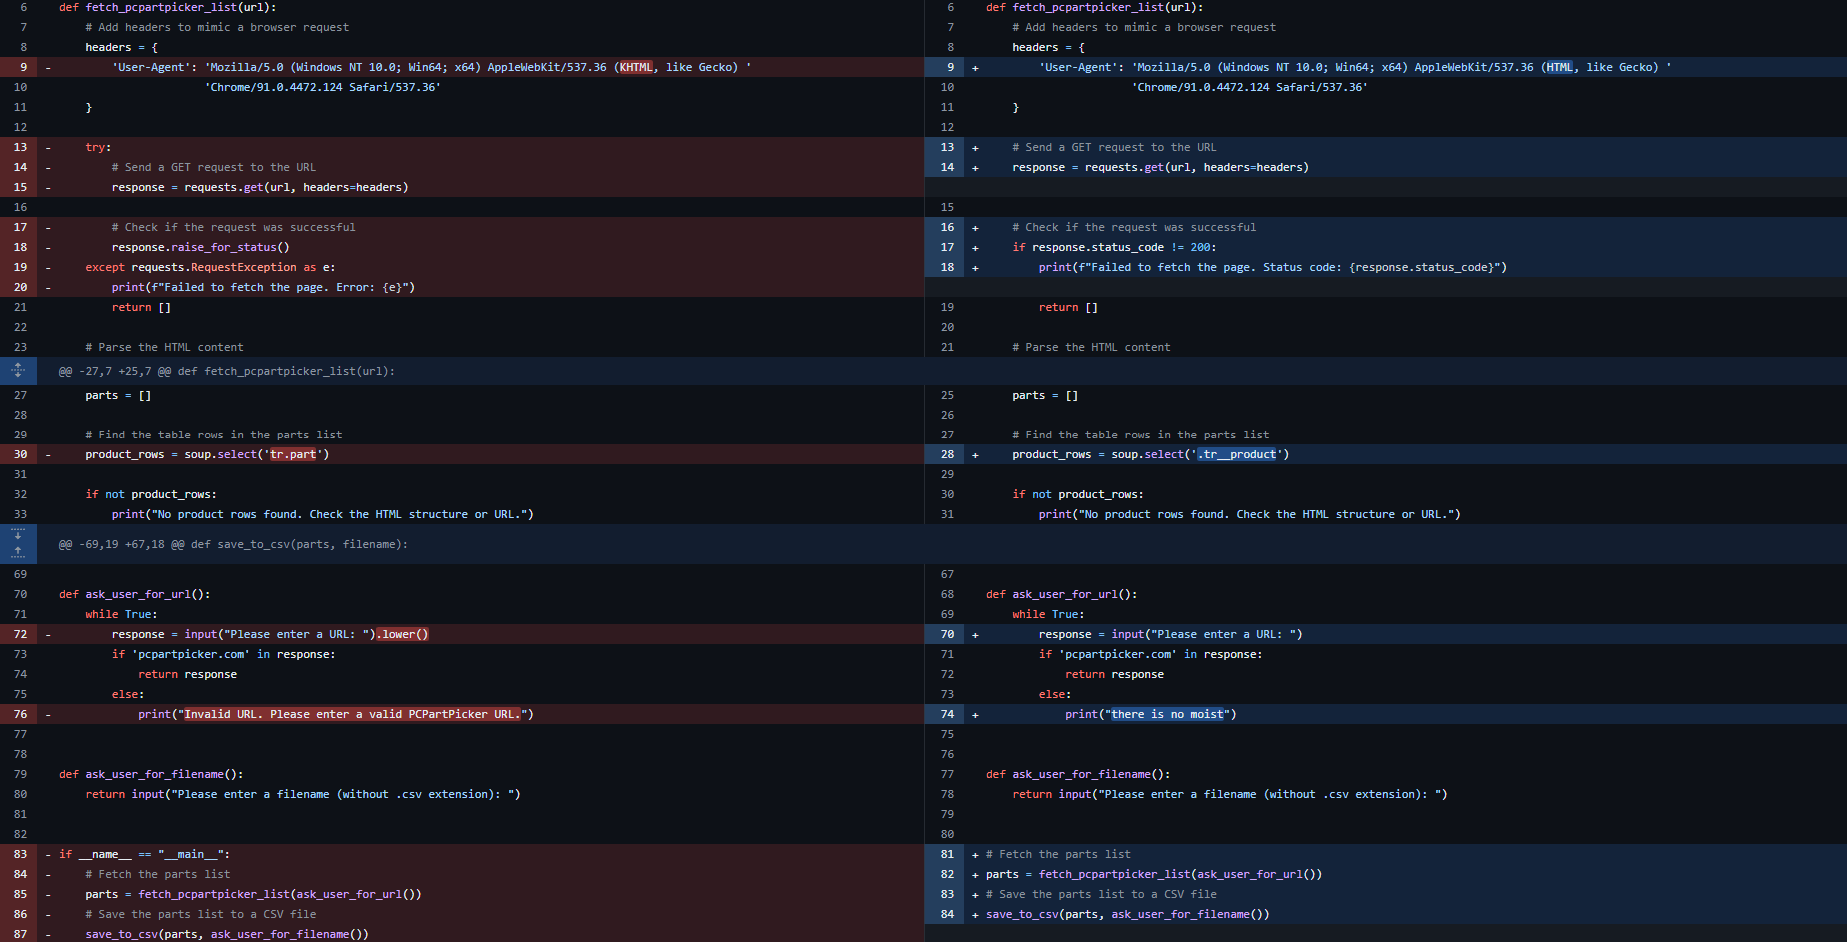 6 def fetch_pcpartpicker_list(url):
7 # Add headers to mimic a browser request
8 headers = {
9 - 'User-Agent': 'Mozilla/5.0 (Windows NT 10.0; Win64; x64) AppleWebKit/537.36 (KHTML, like Gecko) '
10 'Chrome/91.0.4472.124 Safari/537.36'
11 }
12
13 - try:
14 - # Send a GET request to the URL
15 - response = requests.get(url, headers=headers)
16
17 - # Check if the request was successful
18 - response.raise_for_status()
19 - except requests.RequestException as e:
20 - print(f"Failed to fetch the page. Error: {e}")
21 return []
22
23 # Parse the HTML content
@@ -27,7 +25,7 @@ def fetch_pcpartpicker_list(url):
27 parts = []
28
29 # Find the table rows in the parts list
30 - product_rows = soup.select('tr.part')
31
32 if not product_rows:
33 print("No product rows found. Check the HTML structure or URL.")
@@ -69,19 +67,18 @@ def save_to_csv(parts, filename):
69
70 def ask_user_for_url():
71 while True:
72 - response = input("Please enter a URL: ").lower()
73 if 'pcpartpicker.com' in response:
74 return response
75 else:
76 - print("Invalid URL. Please enter a valid PCPartPicker URL.")
77
78
79 def ask_user_for_filename():
80 return input("Please enter a filename (without .csv extension): ")
81
82
83 - if __name__ == "__main__":
84 - # Fetch the parts list
85 - parts = fetch_pcpartpicker_list(ask_user_for_url())
86 - # Save the parts list to a CSV file
87 - save_to_csv(parts, ask_user_for_filename())
6 def fetch_pcpartpicker_list(url):
7 # Add headers to mimic a browser request
8 headers = {
9 + 'User-Agent': 'Mozilla/5.0 (Windows NT 10.0; Win64; x64) AppleWebKit/537.36 (HTML, like Gecko) '
10 'Chrome/91.0.4472.124 Safari/537.36'
11 }
12
13 + # Send a GET request to the URL
14 + response = requests.get(url, headers=headers)
15
16 + # Check if the request was successful
17 + if response.status_code != 200:
18 + print(f"Failed to fetch the page. Status code: {response.status_code}")
19 return []
20
21 # Parse the HTML content
25 parts = []
26
27 # Find the table rows in the parts list
28 + product_rows = soup.select('.tr__product')
29
30 if not product_rows:
31 print("No product rows found. Check the HTML structure or URL.")
67
68 def ask_user_for_url():
69 while True:
70 + response = input("Please enter a URL: ")
71 if 'pcpartpicker.com' in response:
72 return response
73 else:
74 + print("there is no moist")
75
76
77 def ask_user_for_filename():
78 return input("Please enter a filename (without .csv extension): ")
79
80
81 + # Fetch the parts list
82 + parts = fetch_pcpartpicker_list(ask_user_for_url())
83 + # Save the parts list to a CSV file
84 + save_to_csv(parts, ask_user_for_filename())